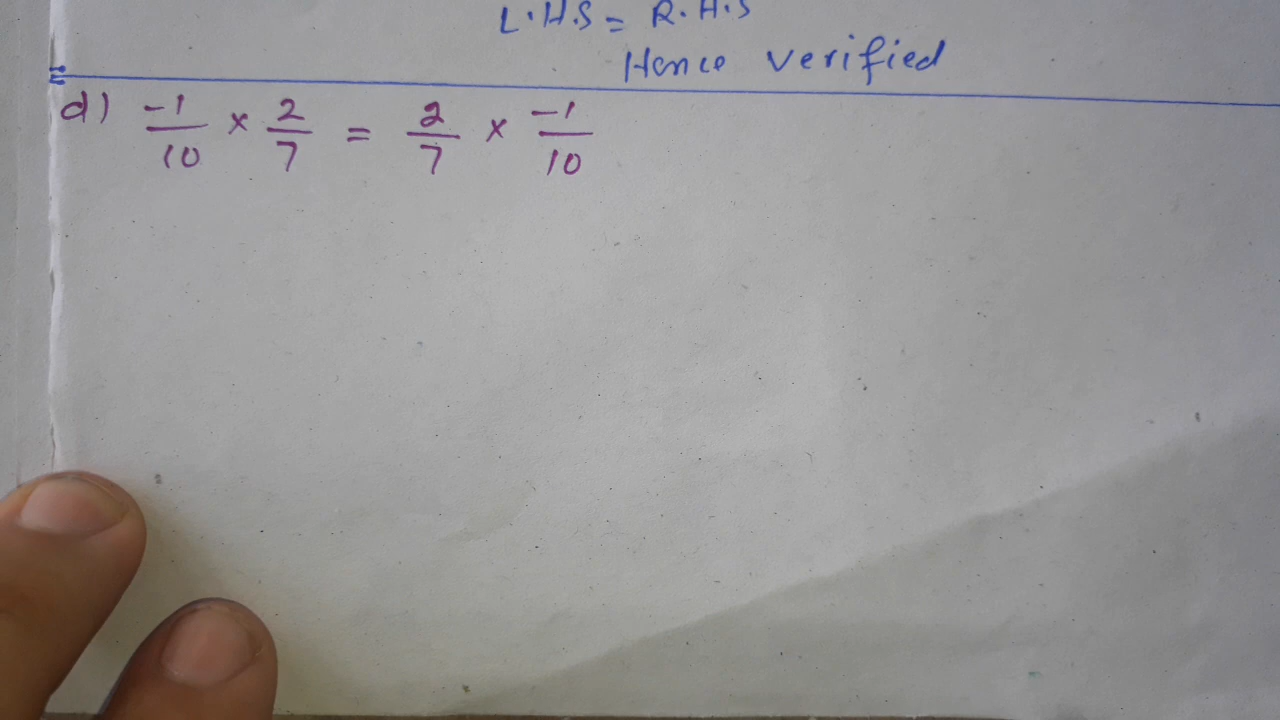 L.H.S = R.H.S
Hence verified
d) -1/10 × 2/7 = 2/7 × -1/10